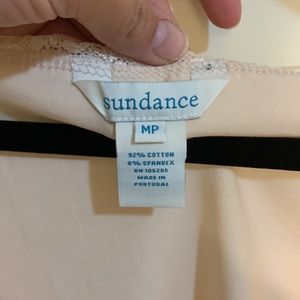 sundance
MP
92% COTTON
8% SPANDEX
RN 106205
MADE IN
PORTUGAL